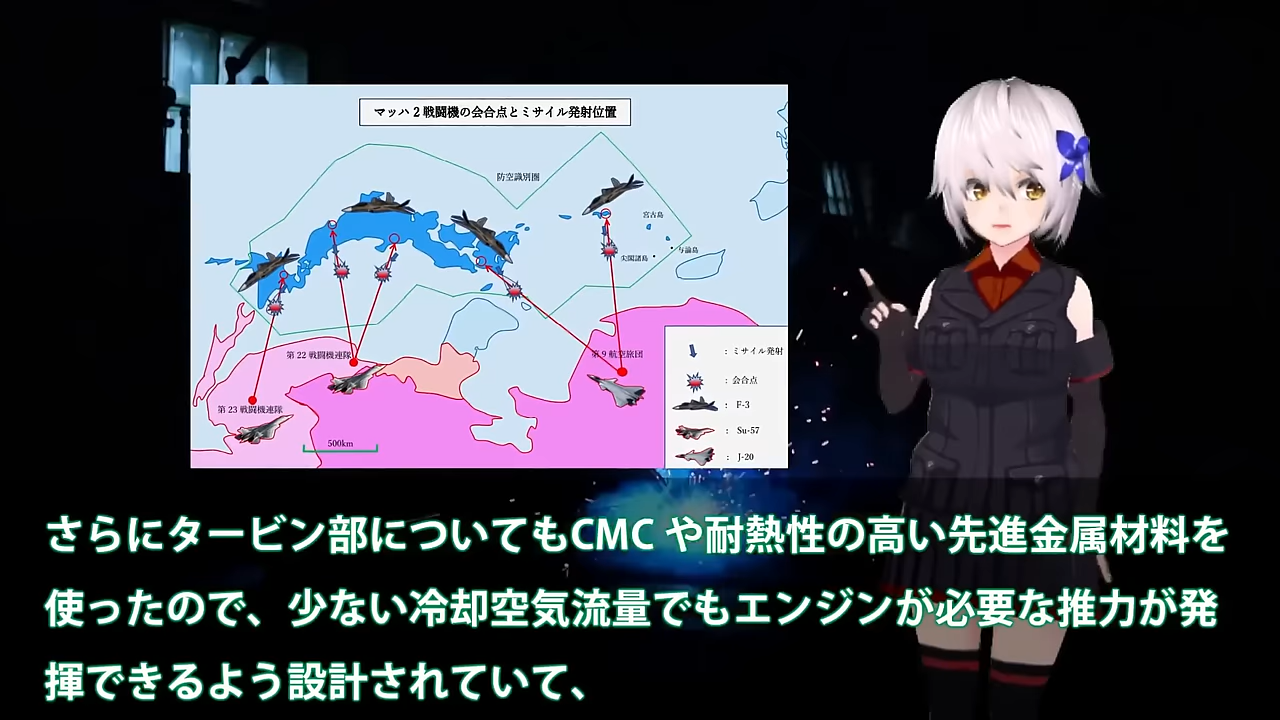 マッハ 2 戦闘機の会合点とミサイル発射位置
防空識別圏
宮古島
与論島
尖閣諸島
第 22 戦闘機連隊
第 9 航空旅団
第 23 戦闘機連隊
500km
： ミサイル発射
： 会合点
： F-3
： Su-57
： J-20
さらにタービン部についてもCMC や耐熱性の高い先進金属材料を
使ったので、少ない冷却空気流量でもエンジンが必要な推力が発
揮できるよう設計されていて、